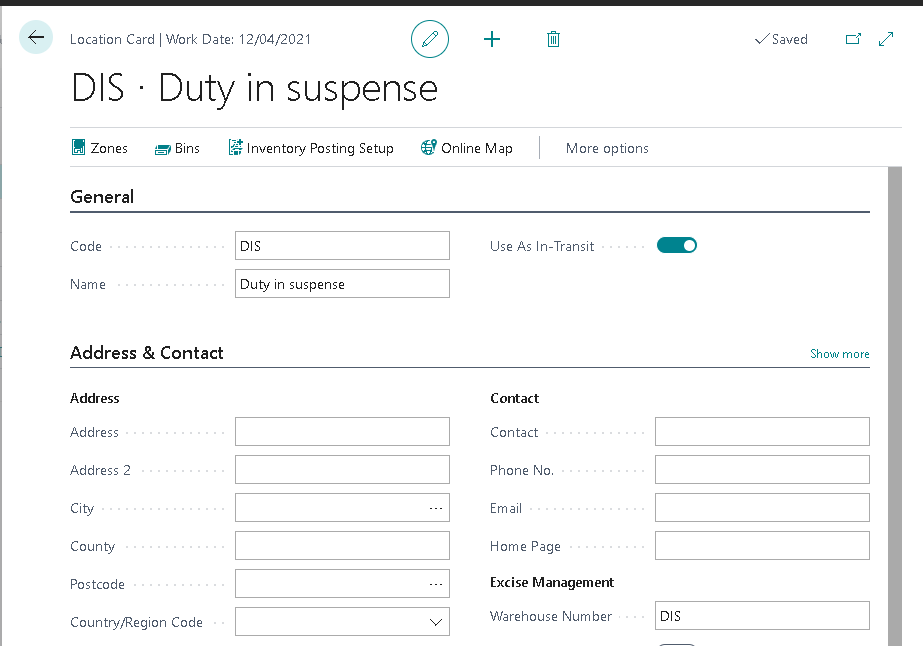 Location Card | Work Date: 12/04/2021
Saved
DIS · Duty in suspense
Zones Bins Inventory Posting Setup Online Map More options
General
Code DIS Use As In-Transit
Name Duty in suspense
Address & Contact Show more
Address Contact
Address Contact
Address 2 Phone No.
City ... Email
County Home Page
Postcode ... Excise Management
Country/Region Code Warehouse Number DIS